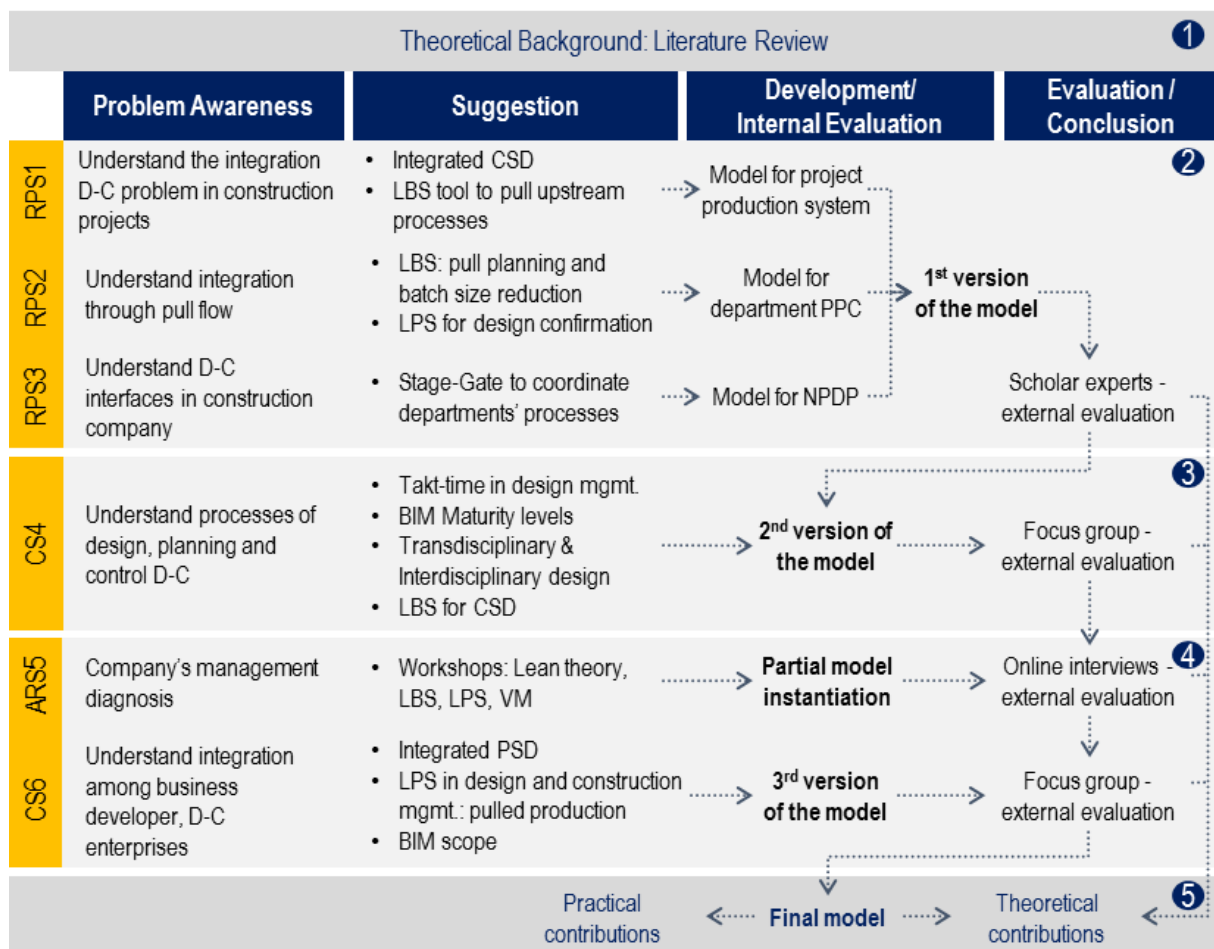 Theoretical Background: Literature Review
1
Problem Awareness
Suggestion
Development/
Internal Evaluation
Evaluation /
Conclusion
2
RPS1
Understand the integration
D-C problem in construction
projects
• Integrated CSD
• LBS tool to pull upstream
processes
Model for project
production system
RPS2
Understand integration
through pull flow
• LBS: pull planning and
batch size reduction
• LPS for design confirmation
Model for
department PPC
1st version
of the model
RPS3
Understand D-C
interfaces in construction
company
• Stage-Gate to coordinate
departments' processes
Model for NPDP
Scholar experts -
external evaluation
3
CS4
Understand processes of
design, planning and
control D-C
• Takt-time in design mgmt.
• BIM Maturity levels
• Transdisciplinary &
Interdisciplinary design
• LBS for CSD
2nd version of
the model
Focus group -
external evaluation
4
ARS5
Company's management
diagnosis
• Workshops: Lean theory,
LBS, LPS, VM
Partial model
instantiation
Online interviews -
external evaluation
CS6
Understand integration
among business
developer, D-C
enterprises
• Integrated PSD
• LPS in design and construction
mgmt.: pulled production
• BIM scope
3rd version
of the model
Focus group -
external evaluation
5
Practical
contributions
Final model
Theoretical
contributions